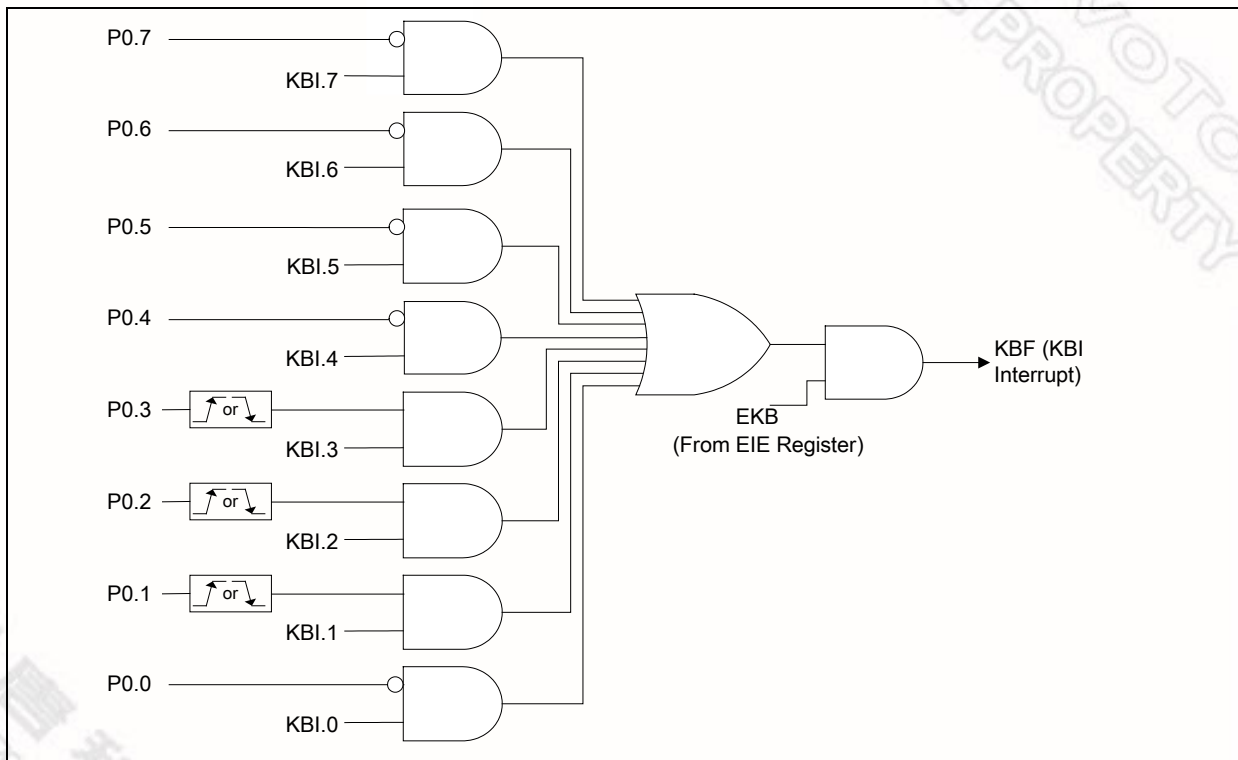 P0.7
KBI.7
P0.6
KBI.6
P0.5
KBI.5
P0.4
KBI.4
P0.3
or
KBI.3
P0.2
or
KBI.2
P0.1
or
KBI.1
P0.0
KBI.0
EKB
(From EIE Register)
KBF (KBI
Interrupt)
VOTO
PROPERTY